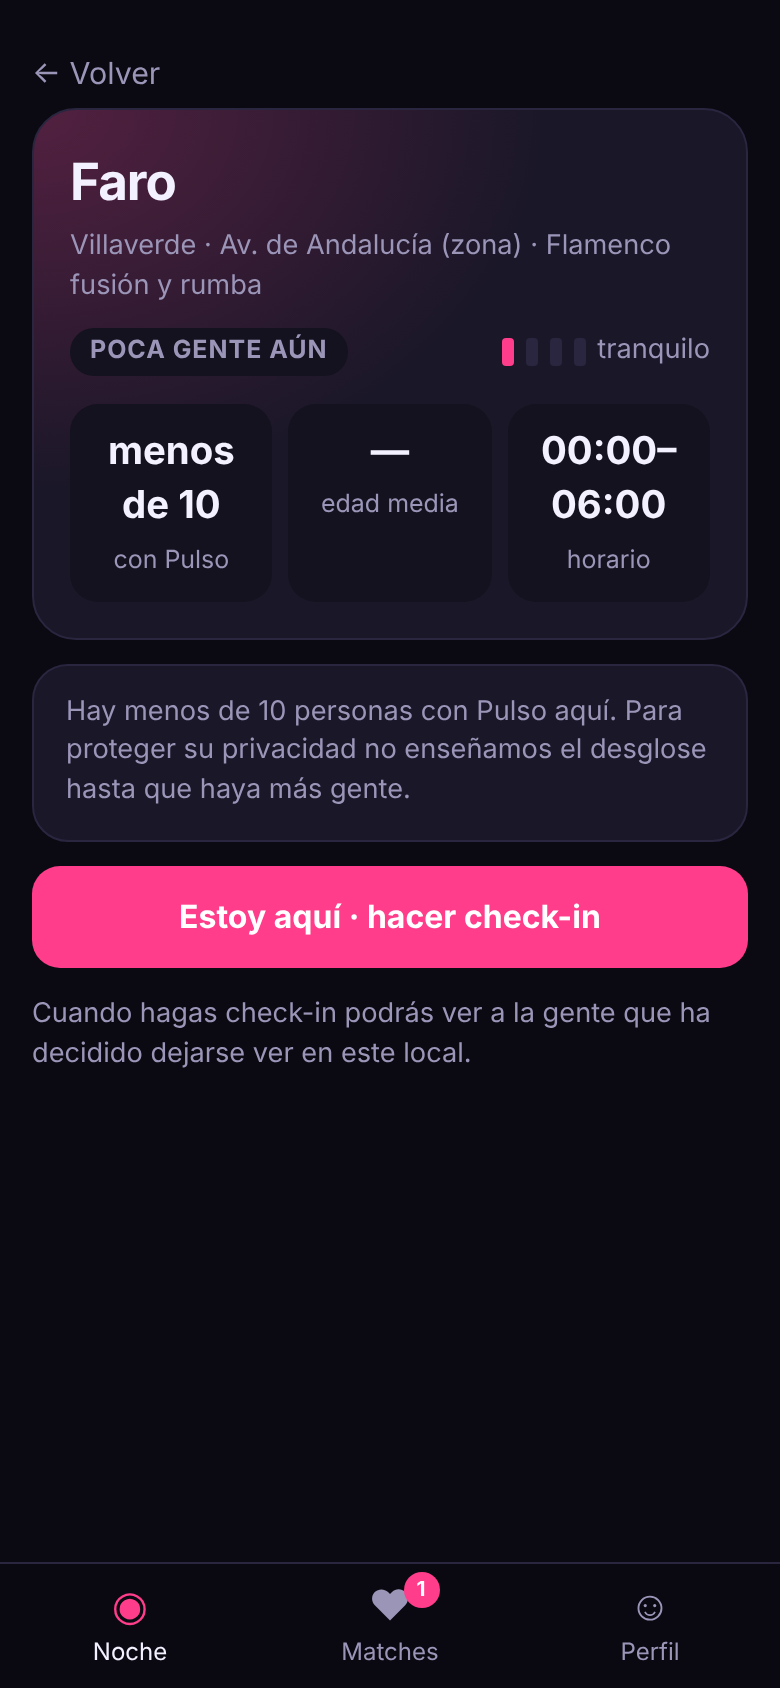 ← Volver
Faro
Villaverde · Av. de Andalucía (zona) · Flamenco
fusión y rumba
POCA GENTE AÚN
tranquilo
menos
de 10
con Pulso
—
edad media
00:00–
06:00
horario
Hay menos de 10 personas con Pulso aquí. Para
proteger su privacidad no enseñamos el desglose
hasta que haya más gente.
Estoy aquí · hacer check-in
Cuando hagas check-in podrás ver a la gente que ha
decidido dejarse ver en este local.
Noche
1
Matches
Perfil